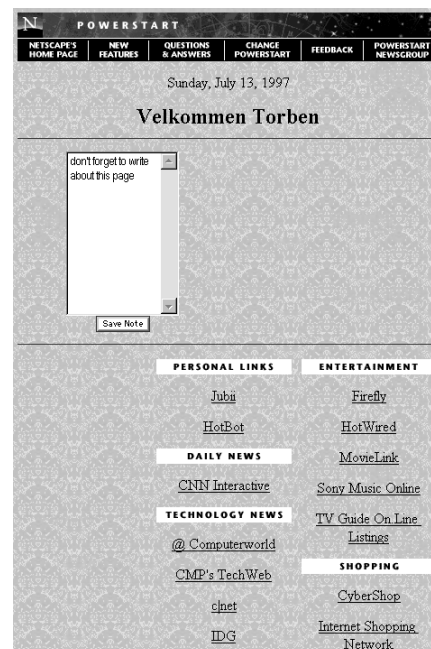 N POWERSTART
NETSCAPE'S HOME PAGE
NEW FEATURES
QUESTIONS & ANSWERS
CHANGE POWERSTART
FEEDBACK
POWERSTART NEWSGROUP
Sunday, July 13, 1997
Velkommen Torben
don't forget to write
about this page
Save Note
PERSONAL LINKS
Jubii
HotBot
DAILY NEWS
CNN Interactive
TECHNOLOGY NEWS
@ Computerworld
CMP's TechWeb
c|net
IDG
ENTERTAINMENT
Firefly
HotWired
MovieLink
Sony Music Online
TV Guide On Line
Listings
SHOPPING
CyberShop
Internet Shopping
Network